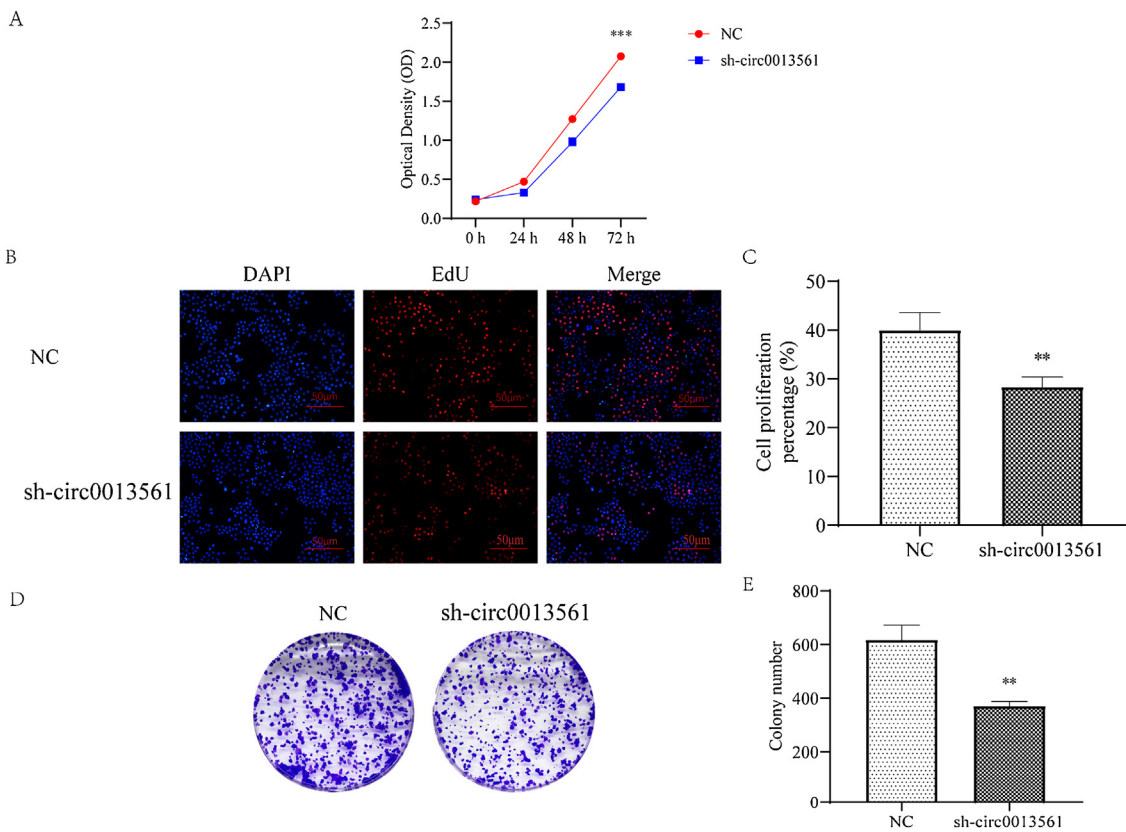 A
Optical Density (OD)
2.5
2.0
1.5
1.0
0.5
0.0
0 h 24 h 48 h 72 h
***
NC
sh-circ0013561
B
DAPI EdU Merge
NC
50μm 50μm 50μm
sh-circ0013561
50μm 50μm 50μm
C
Cell proliferation
percentage (%)
50
40
30
20
10
0
**
NC sh-circ0013561
D
NC sh-circ0013561
E
Colony number
800
600
400
200
0
**
NC sh-circ0013561